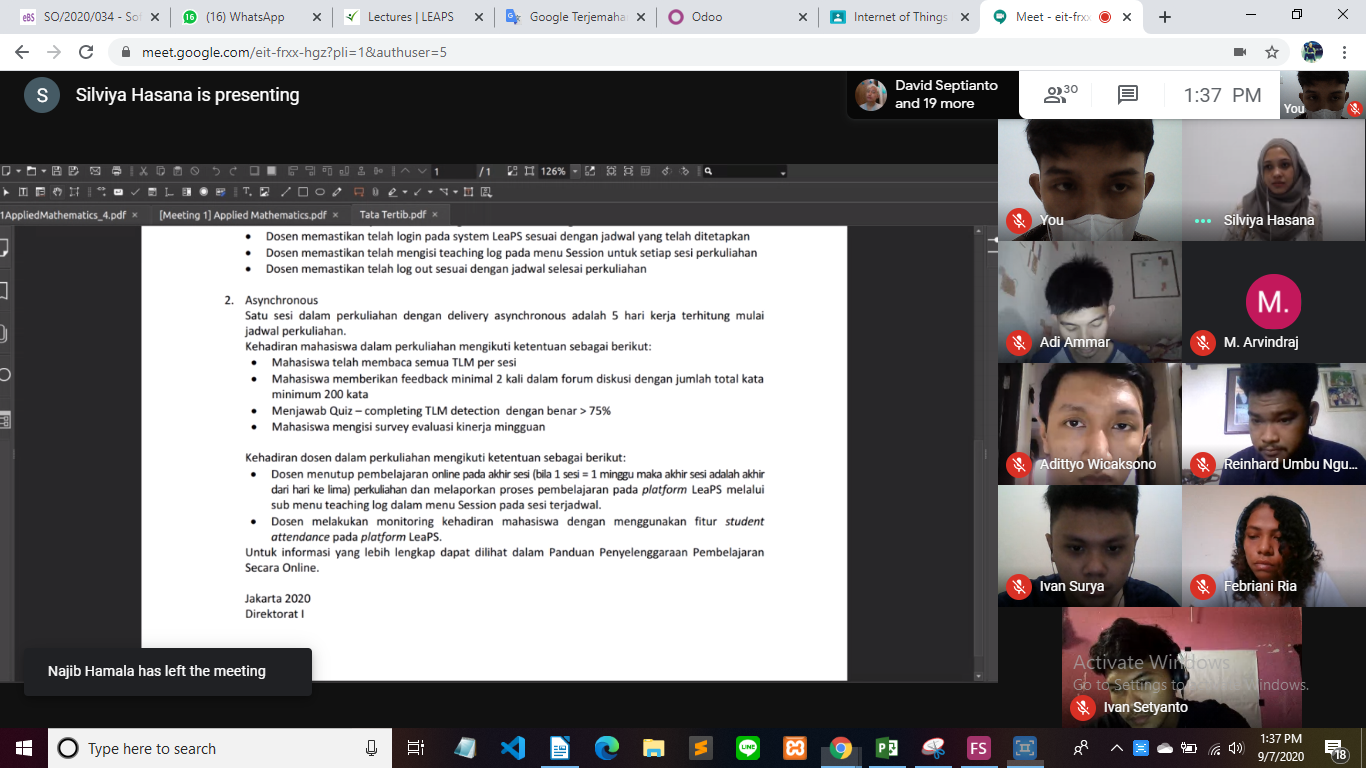 SO/2020/034 - Sof
(16) WhatsApp
Lectures | LEAPS
Google Terjemaha
Odoo
Internet of Things
Meet - eit-frx
meet.google.com/eit-frxx-hgz?pli=1&authuser=5
S
Silviya Hasana is presenting
David Septianto
and 19 more
30
1:37 PM
You
1 / 1
126%
1AppliedMathematics_4.pdf
[Meeting 1] Applied Mathematics.pdf
Tata Tertib.pdf
• Dosen memastikan telah login pada system LeaPS sesuai dengan jadwal yang telah ditetapkan
• Dosen memastikan telah mengisi teaching log pada menu Session untuk setiap sesi perkuliahan
• Dosen memastikan telah log out sesuai dengan jadwal selesai perkuliahan
2. Asynchronous
Satu sesi dalam perkuliahan dengan delivery asynchronous adalah 5 hari kerja terhitung mulai
jadwal perkuliahan.
Kehadiran mahasiswa dalam perkuliahan mengikuti ketentuan sebagai berikut:
• Mahasiswa telah membaca semua TLM per sesi
• Mahasiswa memberikan feedback minimal 2 kali dalam forum diskusi dengan jumlah total kata
minimum 200 kata
• Menjawab Quiz – completing TLM detection dengan benar > 75%
• Mahasiswa mengisi survey evaluasi kinerja mingguan
Kehadiran dosen dalam perkuliahan mengikuti ketentuan sebagai berikut:
• Dosen menutup pembelajaran online pada akhir sesi (bila 1 sesi = 1 minggu maka akhir sesi adalah akhir
dari hari ke lima) perkuliahan dan melaporkan proses pembelajaran pada platform LeaPS melalui
sub menu teaching log dalam menu Session pada sesi terjadwal.
• Dosen melakukan monitoring kehadiran mahasiswa dengan menggunakan fitur student
attendance pada platform LeaPS.
Untuk informasi yang lebih lengkap dapat dilihat dalam Panduan Penyelenggaraan Pembelajaran
Secara Online.
Jakarta 2020
Direktorat I
Najib Hamala has left the meeting
You
Silviya Hasana
Adi Ammar
M.
M. Arvindraj
Adittyo Wicaksono
Reinhard Umbu Ngu...
Ivan Surya
Febriani Ria
Activate Windows
Go to Settings to
indows.
Ivan Setyanto
Type here to search
1:37 PM
9/7/2020
18